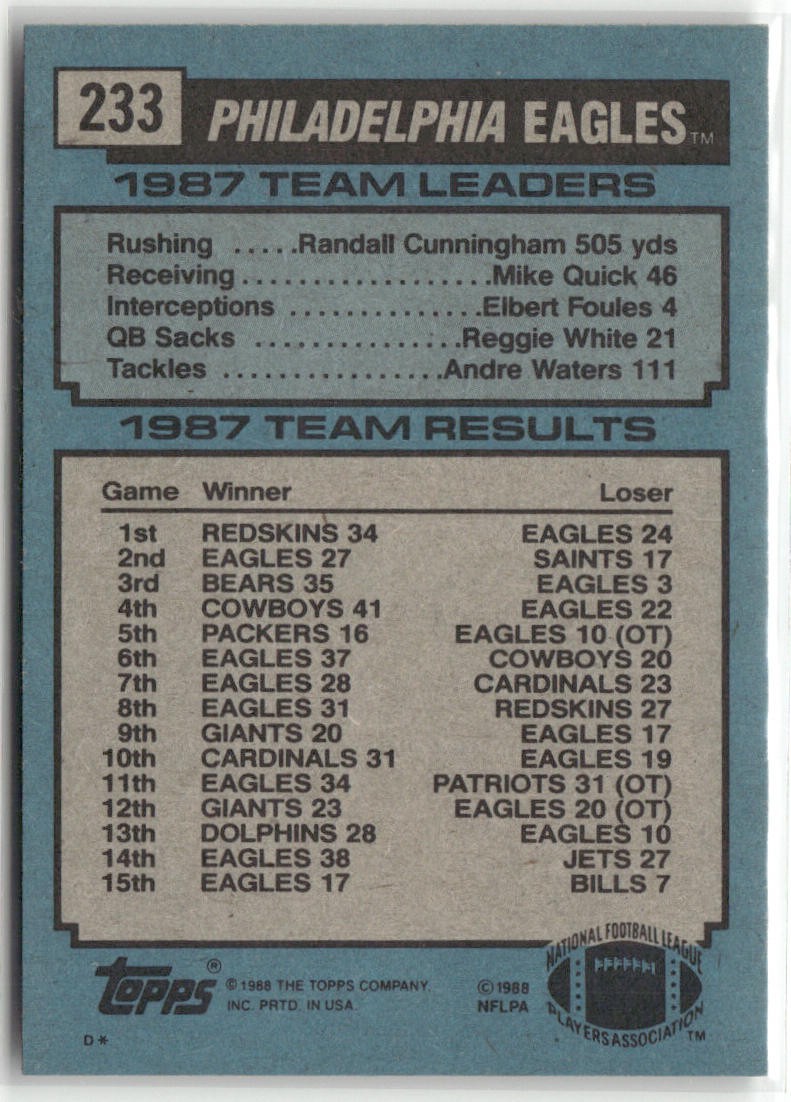 233
PHILADELPHIA EAGLES™
1987 TEAM LEADERS
Rushing .....Randall Cunningham 505 yds
Receiving...................Mike Quick 46
Interceptions ..............Elbert Foules 4
QB Sacks ...............Reggie White 21
Tackles ................Andre Waters 111
1987 TEAM RESULTS
Game Winner Loser
1st REDSKINS 34 EAGLES 24
2nd EAGLES 27 SAINTS 17
3rd BEARS 35 EAGLES 3
4th COWBOYS 41 EAGLES 22
5th PACKERS 16 EAGLES 10 (OT)
6th EAGLES 37 COWBOYS 20
7th EAGLES 28 CARDINALS 23
8th EAGLES 31 REDSKINS 27
9th GIANTS 20 EAGLES 17
10th CARDINALS 31 EAGLES 19
11th EAGLES 34 PATRIOTS 31 (OT)
12th GIANTS 23 EAGLES 20 (OT)
13th DOLPHINS 28 EAGLES 10
14th EAGLES 38 JETS 27
15th EAGLES 17 BILLS 7
topps®
© 1988 THE TOPPS COMPANY,
INC. PRTD. IN USA.
© 1988
NFLPA
NATIONAL FOOTBALL LEAGUE
PLAYERS ASSOCIATION ™
D*